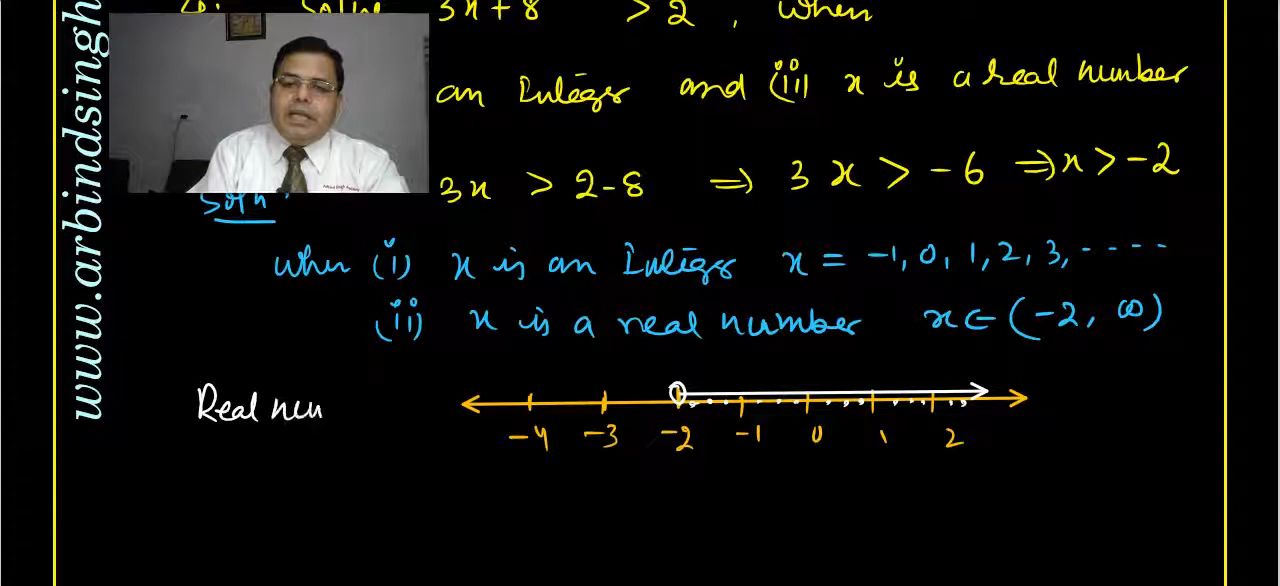 www.arbindsingh
Solve 3x + 8 > 2, when
an Integer and (ii) x is a real number
Soln: 3x > 2-8 ⇒ 3x > -6 ⇒ x > -2
when (i) x is an Integer x = -1, 0, 1, 2, 3, ....
(ii) x is a real number x ∈ (-2, ∞)
Real nu
-4 -3 -2 -1 0 1 2